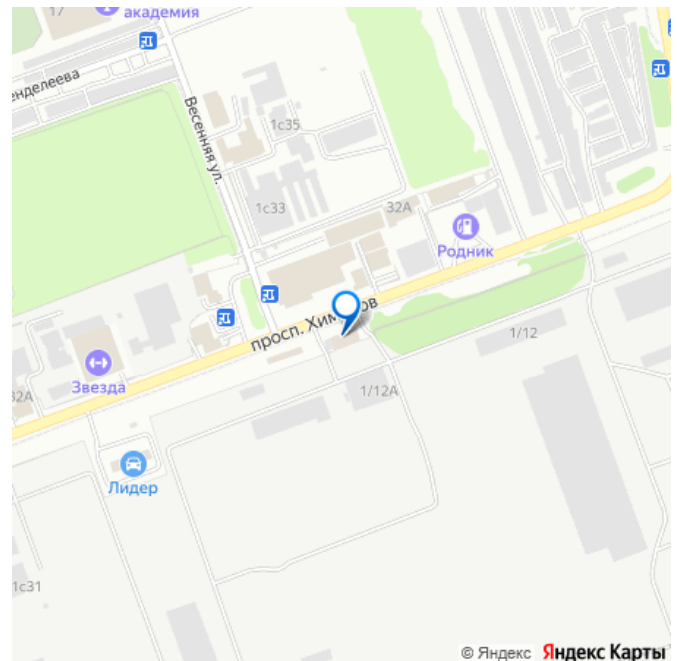 17
академия
енделеева
Весенняя ул.
1с35
1с33
32А
Родник
просп. Хим
ов
1/12
Звезда
32А
1/12А
Лидер
1с31
© Яндекс Яндекс Карты